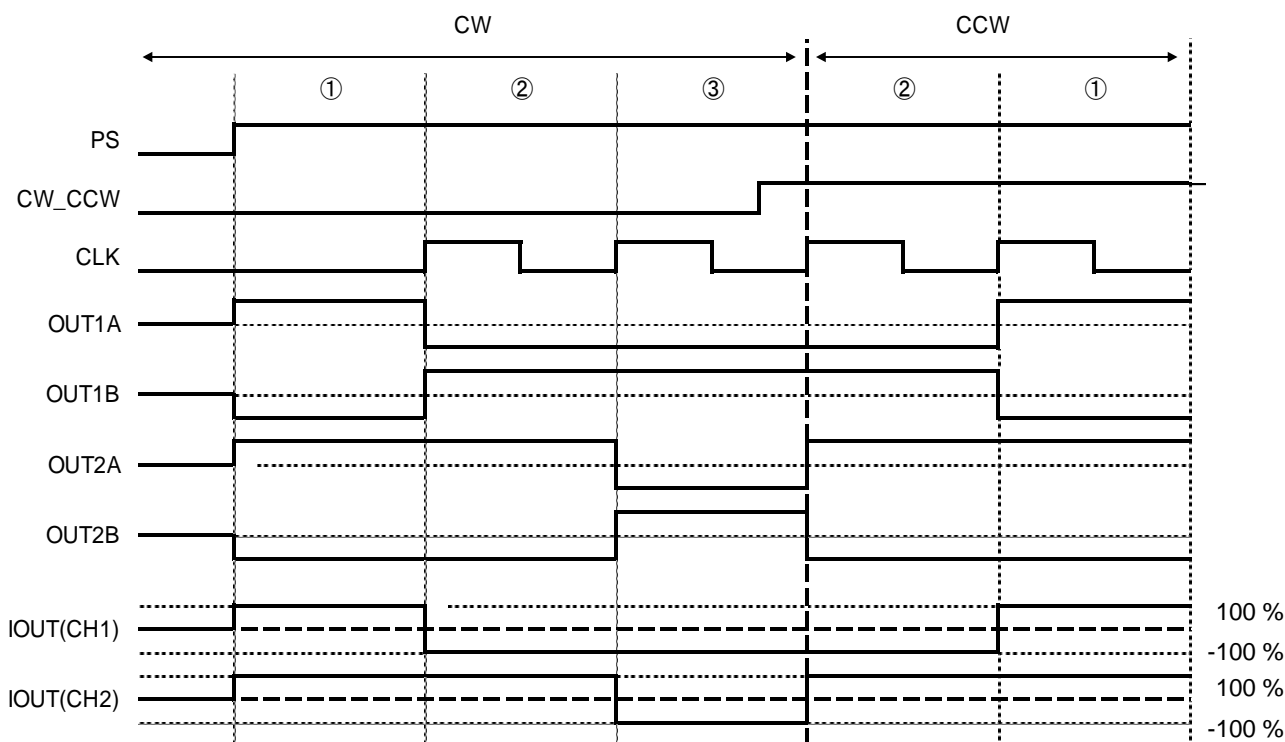 CW CCW
① ② ③ ② ①
PS
CW_CCW
CLK
OUT1A
OUT1B
OUT2A
OUT2B
IOUT(CH1)
100 %
-100 %
IOUT(CH2)
100 %
-100 %